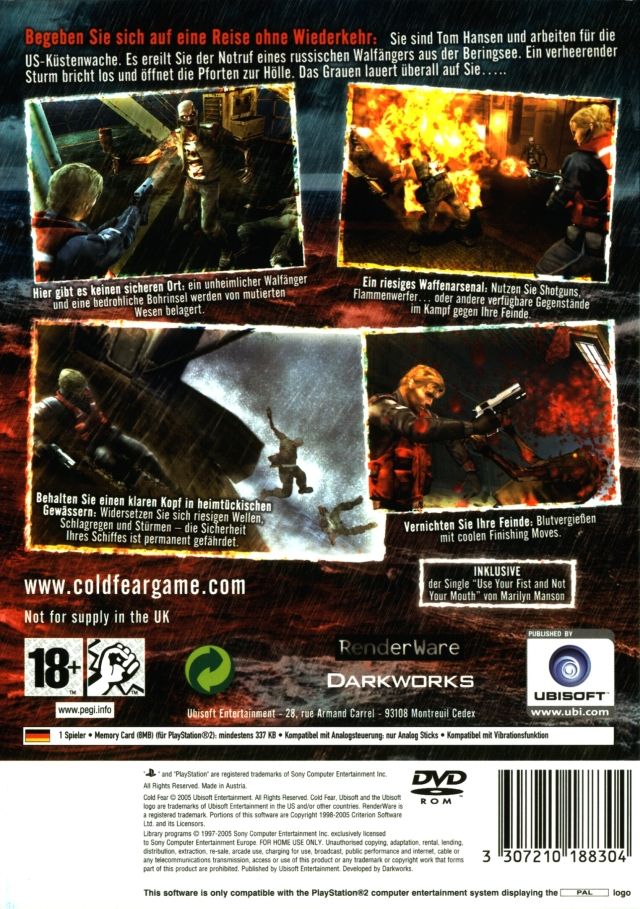 Begeben Sie sich auf eine Reise ohne Wiederkehr: Sie sind Tom Hansen und arbeiten für die
US-Küstenwache. Es ereilt Sie der Notruf eines russischen Walfängers aus der Beringsee. Ein verheerender
Sturm bricht los und öffnet die Pforten zur Hölle. Das Grauen lauert überall auf Sie.....
Hier gibt es keinen sicheren Ort: ein unheimlicher Walfänger
und eine bedrohliche Bohrinsel werden von mutierten
Wesen belagert.
Ein riesiges Waffenarsenal: Nutzen Sie Shotguns,
Flammenwerfer... oder andere verfügbare Gegenstände
im Kampf gegen Ihre Feinde.
Behalten Sie einen klaren Kopf in heimtückischen
Gewässern: Widersetzen Sie sich riesigen Wellen,
Schlagregen und Stürmen – die Sicherheit
Ihres Schiffes ist permanent gefährdet.
Vernichten Sie Ihre Feinde: Blutvergießen
mit coolen Finishing Moves.
www.coldfeargame.com
INKLUSIVE
der Single "Use Your Fist and Not
Your Mouth" von Marilyn Manson
Not for supply in the UK
18+
www.pegi.info
RenderWare
DARKWORKS
PUBLISHED BY
UBISOFT
www.ubi.com
Ubisoft Entertainment - 28, rue Armand Carrel - 93108 Montreuil Cedex
1 Spieler • Memory Card (8MB) (für PlayStation®2): mindestens 337 KB • Kompatibel mit Analogsteuerung: nur Analog Sticks • Kompatibel mit Vibrationsfunktion
" " and "PlayStation" are registered trademarks of Sony Computer Entertainment Inc.
All Rights Reserved. Made in Austria.
Cold Fear © 2005 Ubisoft Entertainment. All Rights Reserved. Cold Fear, Ubisoft and the Ubisoft
logo are trademarks of Ubisoft Entertainment in the US and/or other countries. RenderWare is
a registered trademark. Portions of this software are Copyright 1998-2005 Criterion Software
Ltd. and its Licensors.
Library programs © 1997-2005 Sony Computer Entertainment Inc. exclusively licensed
to Sony Computer Entertainment Europe. FOR HOME USE ONLY. Unauthorised copying, adaptation, rental, lending,
distribution, extraction, re-sale, arcade use, charging for use, broadcast, public performance and internet, cable or
any telecommunications transmission, access or use of this product or any trademark or copyright work that forms
part of this product are prohibited. Published by Ubisoft Entertainment. Developed by Darkworks.
DVD
ROM
3 307210 188304
This software is only compatible with the PlayStation®2 computer entertainment system displaying the PAL logo